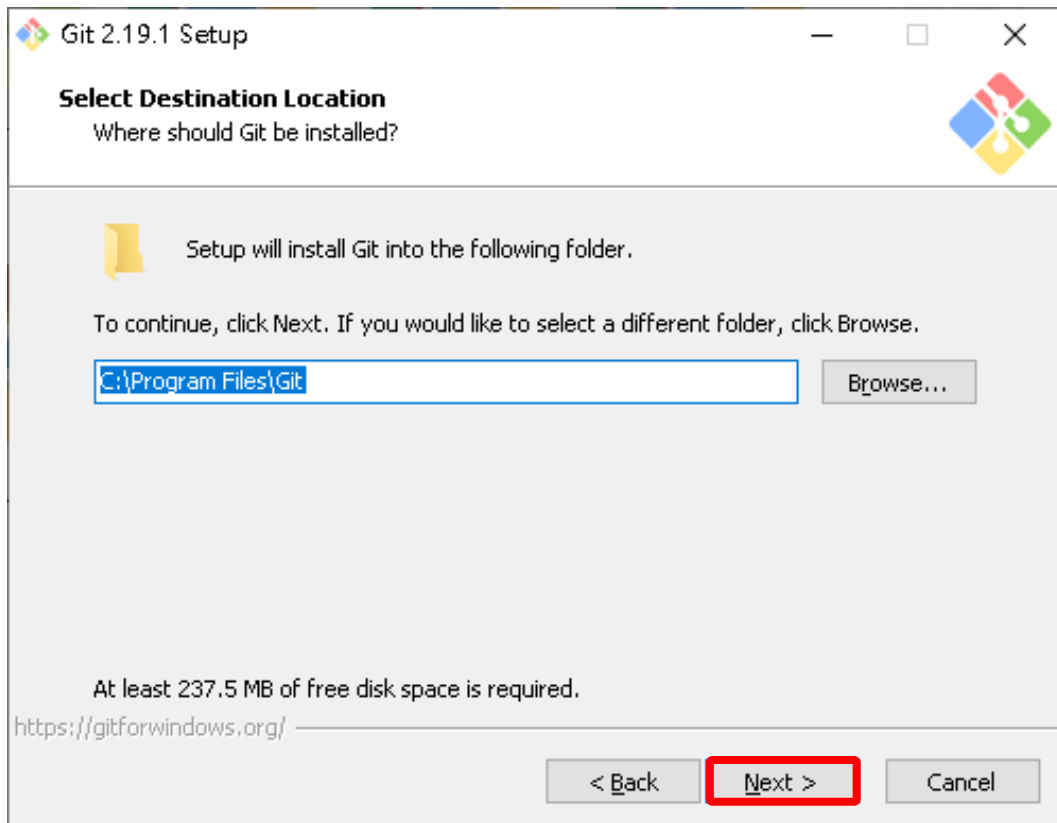 Git 2.19.1 Setup
Select Destination Location
Where should Git be installed?
Setup will install Git into the following folder.
To continue, click Next. If you would like to select a different folder, click Browse.
C:\Program Files\Git
Browse...
At least 237.5 MB of free disk space is required.
https://gitforwindows.org/
< Back
Next >
Cancel